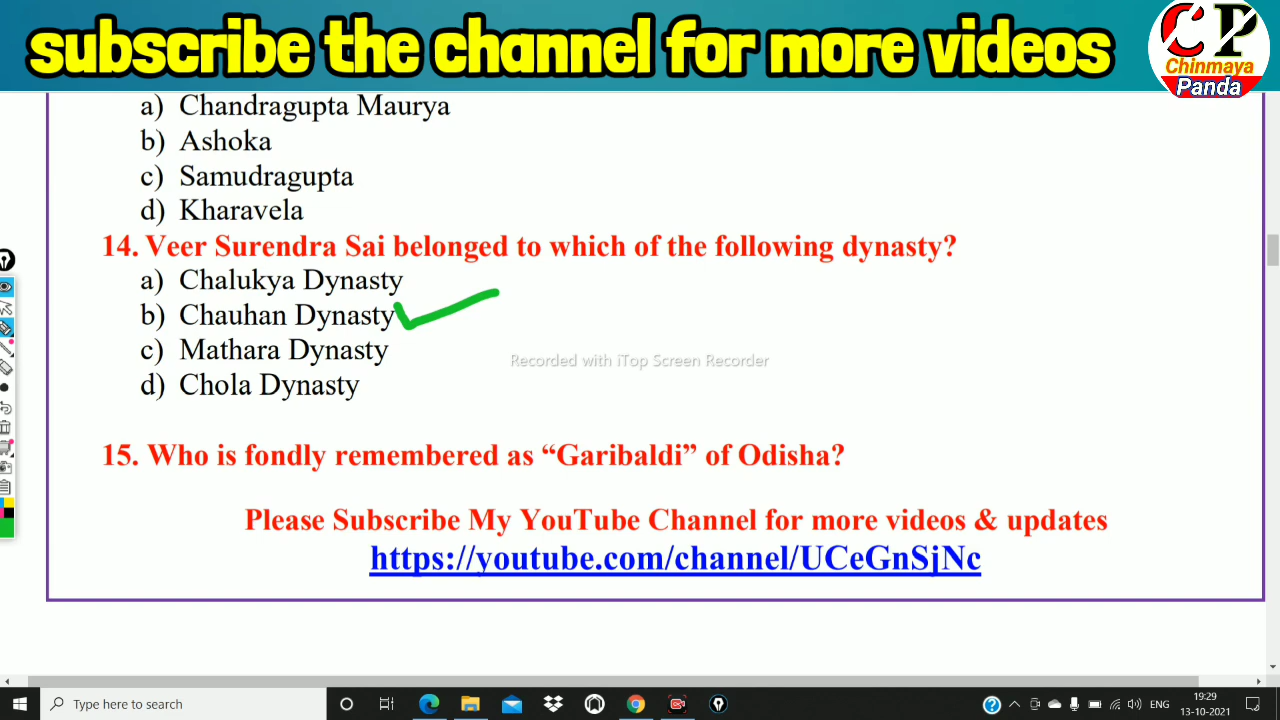 subscribe the channel for more videos
CP
Chinmaya
Panda
a) Chandragupta Maurya
b) Ashoka
c) Samudragupta
d) Kharavela
14. Veer Surendra Sai belonged to which of the following dynasty?
a) Chalukya Dynasty
b) Chauhan Dynasty
c) Mathara Dynasty
d) Chola Dynasty
Recorded with iTop Screen Recorder
15. Who is fondly remembered as “Garibaldi” of Odisha?
Please Subscribe My YouTube Channel for more videos & updates
https://youtube.com/channel/UCeGnSjNc
Type here to search
ENG
19:29
13-10-2021